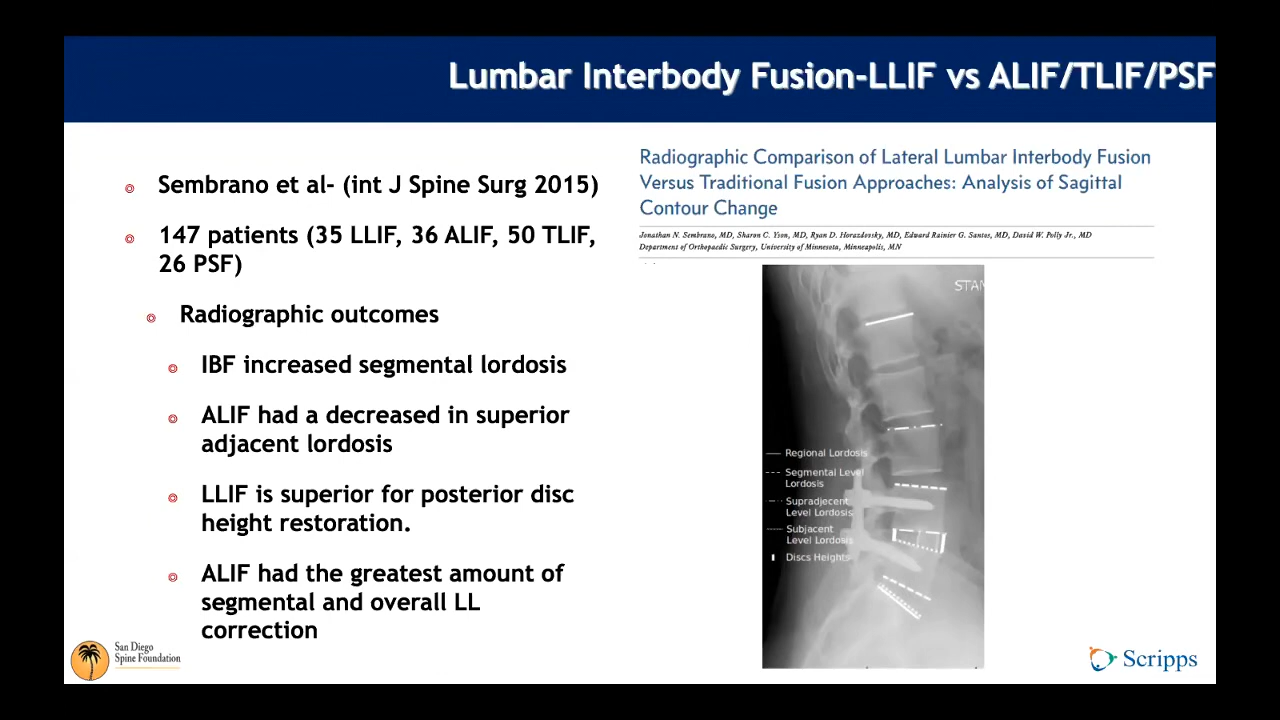 Lumbar Interbody Fusion-LLIF vs ALIF/TLIF/PSF
Sembrano et al- (int J Spine Surg 2015)
147 patients (35 LLIF, 36 ALIF, 50 TLIF,
26 PSF)
Radiographic outcomes
IBF increased segmental lordosis
ALIF had a decreased in superior
adjacent lordosis
LLIF is superior for posterior disc
height restoration.
ALIF had the greatest amount of
segmental and overall LL
correction
Radiographic Comparison of Lateral Lumbar Interbody Fusion
Versus Traditional Fusion Approaches: Analysis of Sagittal
Contour Change
Jonathan N. Sembrano, MD, Sharon C. Yson, MD, Ryan D. Horazdovsky, MD, Edward Rainier G. Santos, MD, David W. Polly Jr., MD
Department of Orthopaedic Surgery, University of Minnesota, Minneapolis, MN
STAN
Regional Lordosis
Segmental Level
Lordosis
Supradjecent
Level Lordosis
Subjacent
Level Lordosis
Discs Heights
San Diego
Spine Foundation
Scripps